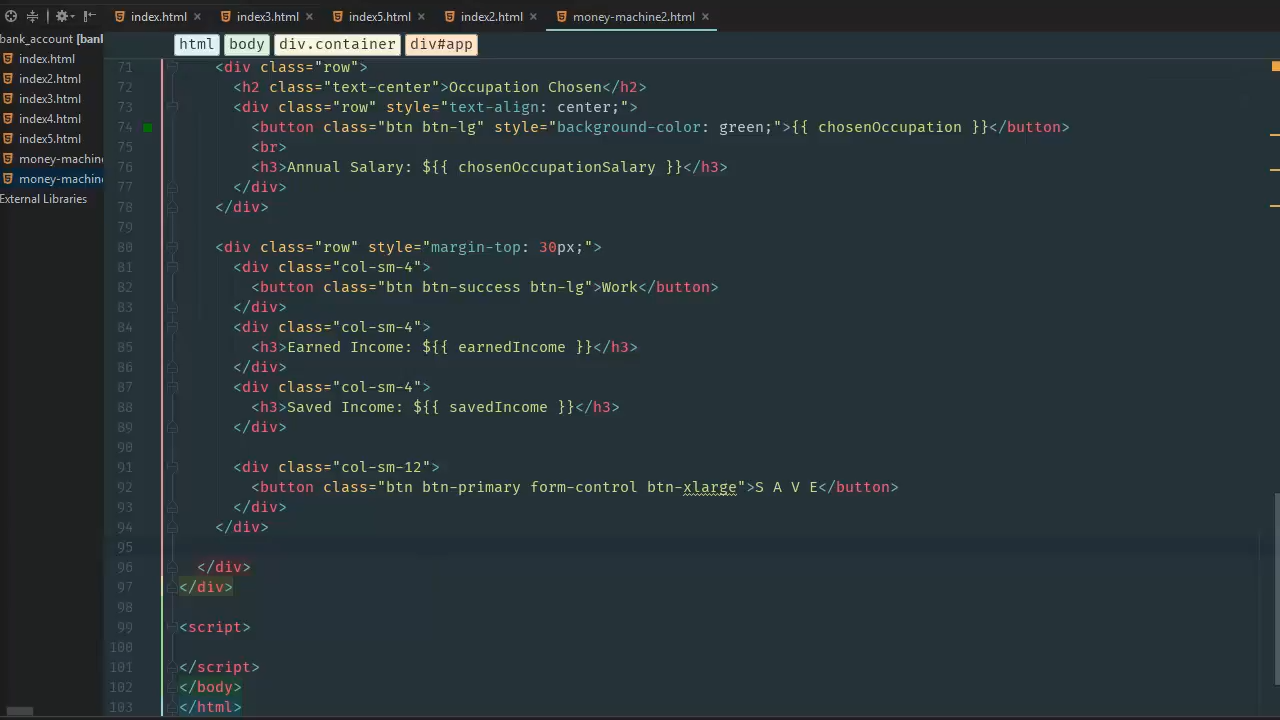 index.html
index3.html
index5.html
index2.html
money-machine2.html
bank_account [bank
html body div.container div#app
index.html
index2.html
index3.html
index4.html
index5.html
money-machine
money-machine
External Libraries
71 <div class="row">
72 <h2 class="text-center">Occupation Chosen</h2>
73 <div class="row" style="text-align: center;">
74 <button class="btn btn-lg" style="background-color: green;">{{ chosenOccupation }}</button>
75 <br>
76 <h3>Annual Salary: ${{ chosenOccupationSalary }}</h3>
77 </div>
78 </div>
79
80 <div class="row" style="margin-top: 30px;">
81 <div class="col-sm-4">
82 <button class="btn btn-success btn-lg">Work</button>
83 </div>
84 <div class="col-sm-4">
85 <h3>Earned Income: ${{ earnedIncome }}</h3>
86 </div>
87 <div class="col-sm-4">
88 <h3>Saved Income: ${{ savedIncome }}</h3>
89 </div>
90
91 <div class="col-sm-12">
92 <button class="btn btn-primary form-control btn-xlarge">S A V E</button>
93 </div>
94 </div>
95
96 </div>
97 </div>
98
99 <script>
100
101 </script>
102 </body>
103 </html>